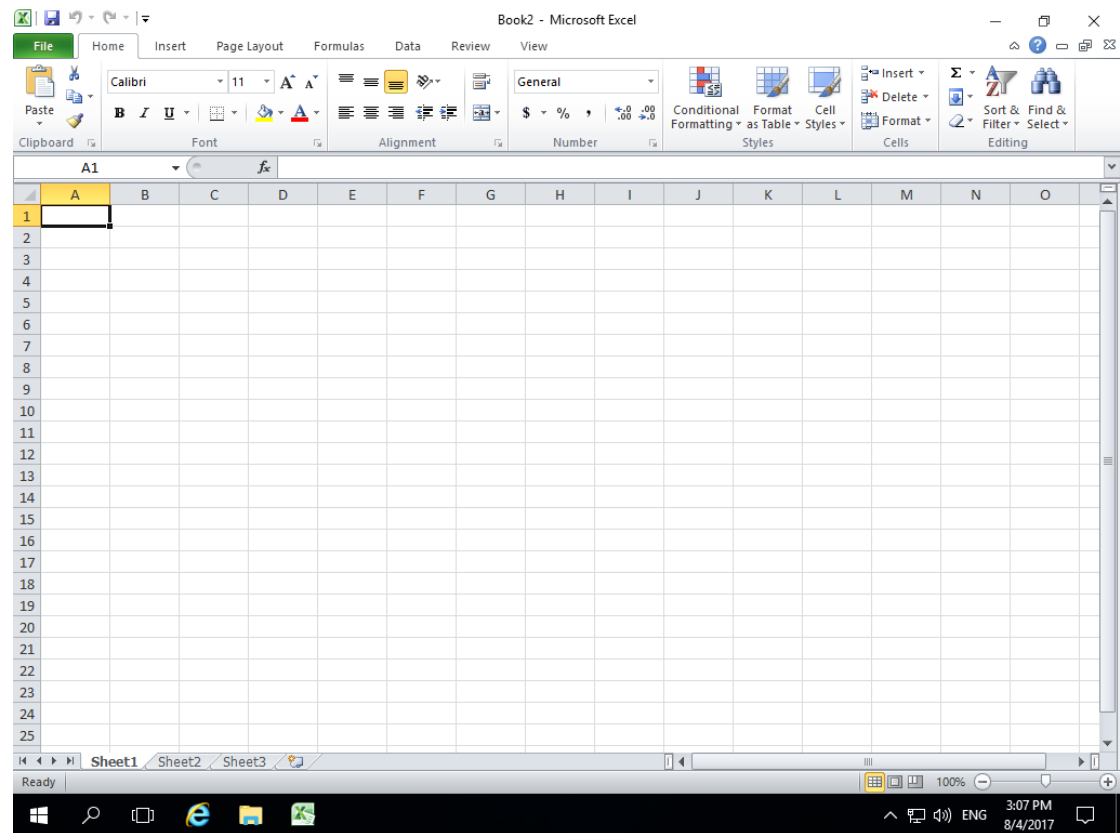 Book2 - Microsoft Excel
File Home Insert Page Layout Formulas Data Review View
Calibri 11 A A General Insert Σ
Paste B I U A $ % , .0 .00 .00 .0 Conditional Formatting Format as Table Cell Styles Delete Sort & Filter Find & Select
Format
Clipboard Font Alignment Number Styles Cells Editing
A1 fx
A B C D E F G H I J K L M N O
1
2
3
4
5
6
7
8
9
10
11
12
13
14
15
16
17
18
19
20
21
22
23
24
25
Sheet1 Sheet2 Sheet3
Ready 100%
ENG 3:07 PM
8/4/2017